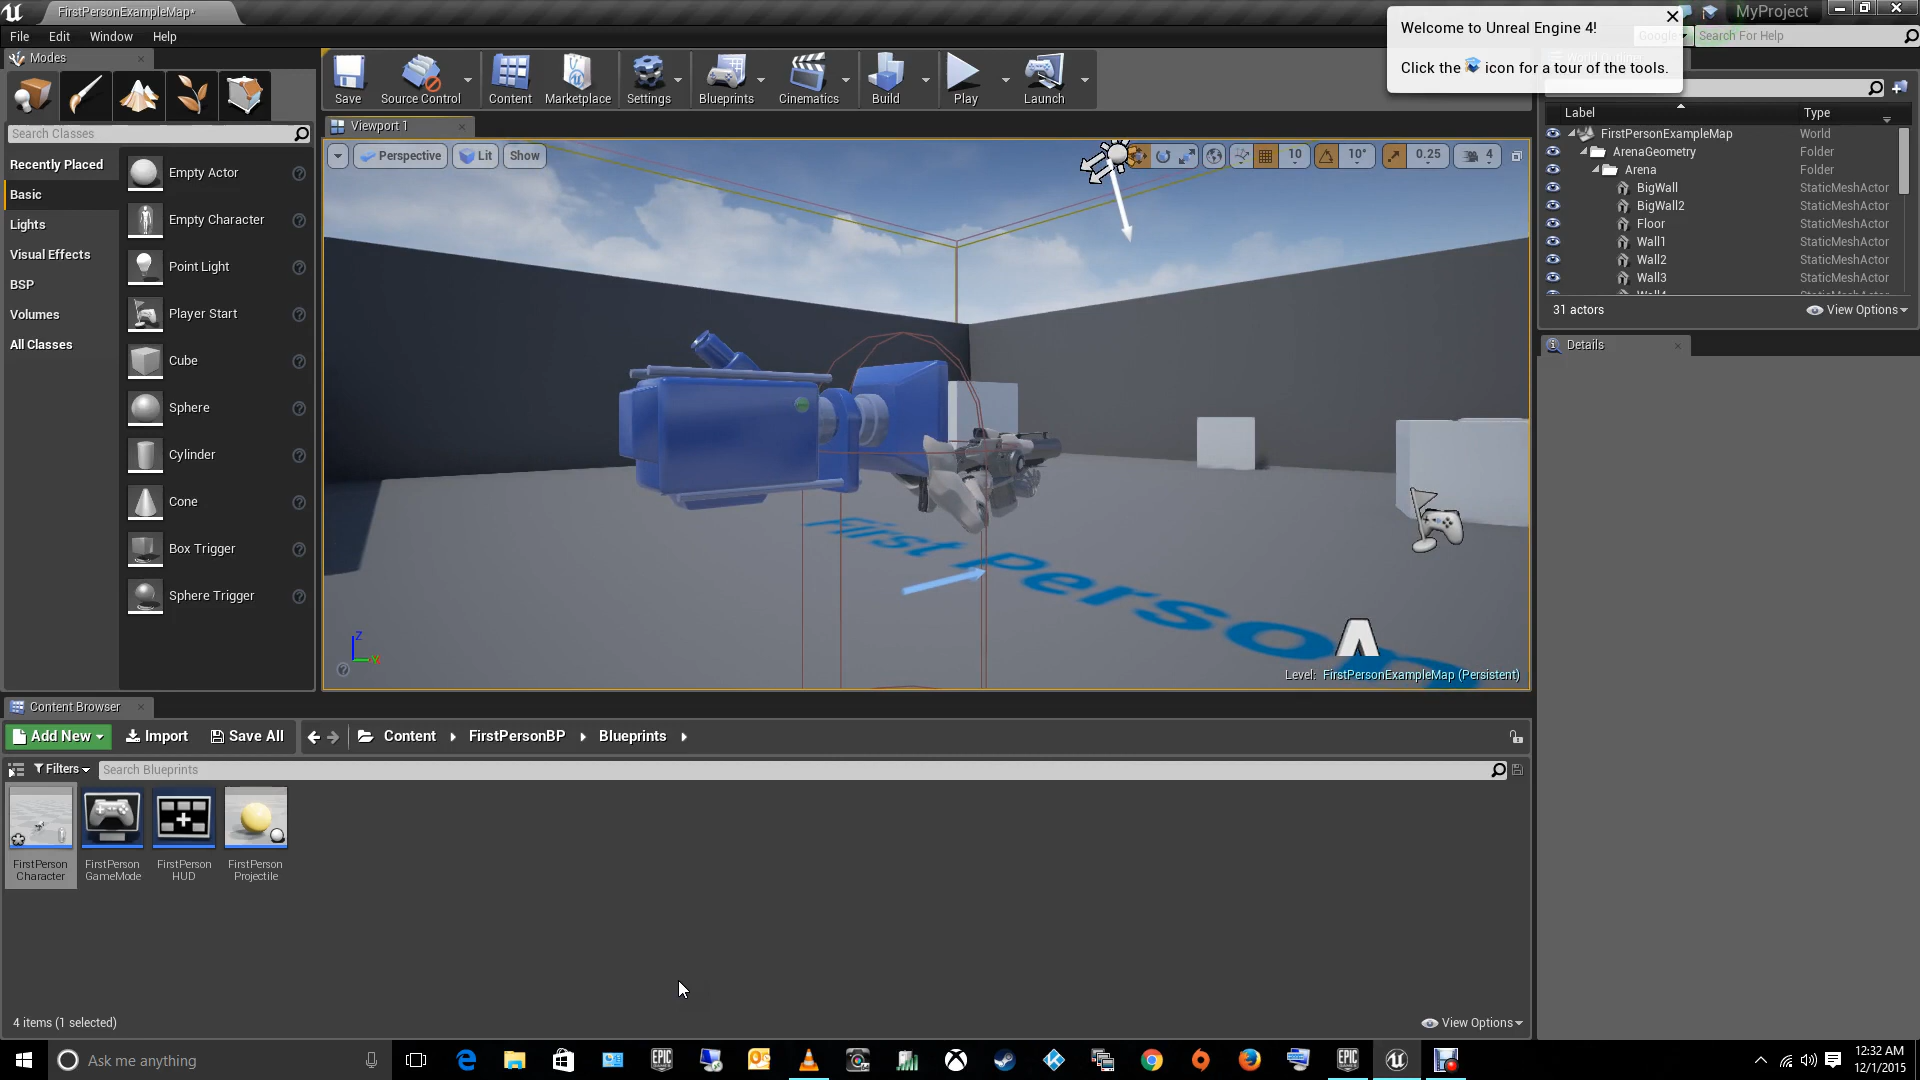 FirstPersonExampleMap*
MyProject
File Edit Window Help
Welcome to Unreal Engine 4!
Click the icon for a tour of the tools.
Search For Help
Modes
Save Source Control Content Marketplace Settings Blueprints Cinematics Build Play Launch
Search Classes
Viewport 1
Perspective Lit Show
10 10° 0.25 4
Recently Placed
Basic
Lights
Visual Effects
BSP
Volumes
All Classes
Empty Actor
Empty Character
Point Light
Player Start
Cube
Sphere
Cylinder
Cone
Box Trigger
Sphere Trigger
First Person
Z
Y
Level: FirstPersonExampleMap (Persistent)
Label Type
FirstPersonExampleMap World
ArenaGeometry Folder
Arena Folder
BigWall StaticMeshActor
BigWall2 StaticMeshActor
Floor StaticMeshActor
Wall1 StaticMeshActor
Wall2 StaticMeshActor
Wall3 StaticMeshActor
31 actors
View Options
Details
Content Browser
Add New Import Save All Content FirstPersonBP Blueprints
Filters Search Blueprints
FirstPerson Character
FirstPerson GameMode
FirstPerson HUD
FirstPerson Projectile
4 items (1 selected)
View Options
Ask me anything
EPIC GAMES
EPIC GAMES
12:32 AM
12/1/2015